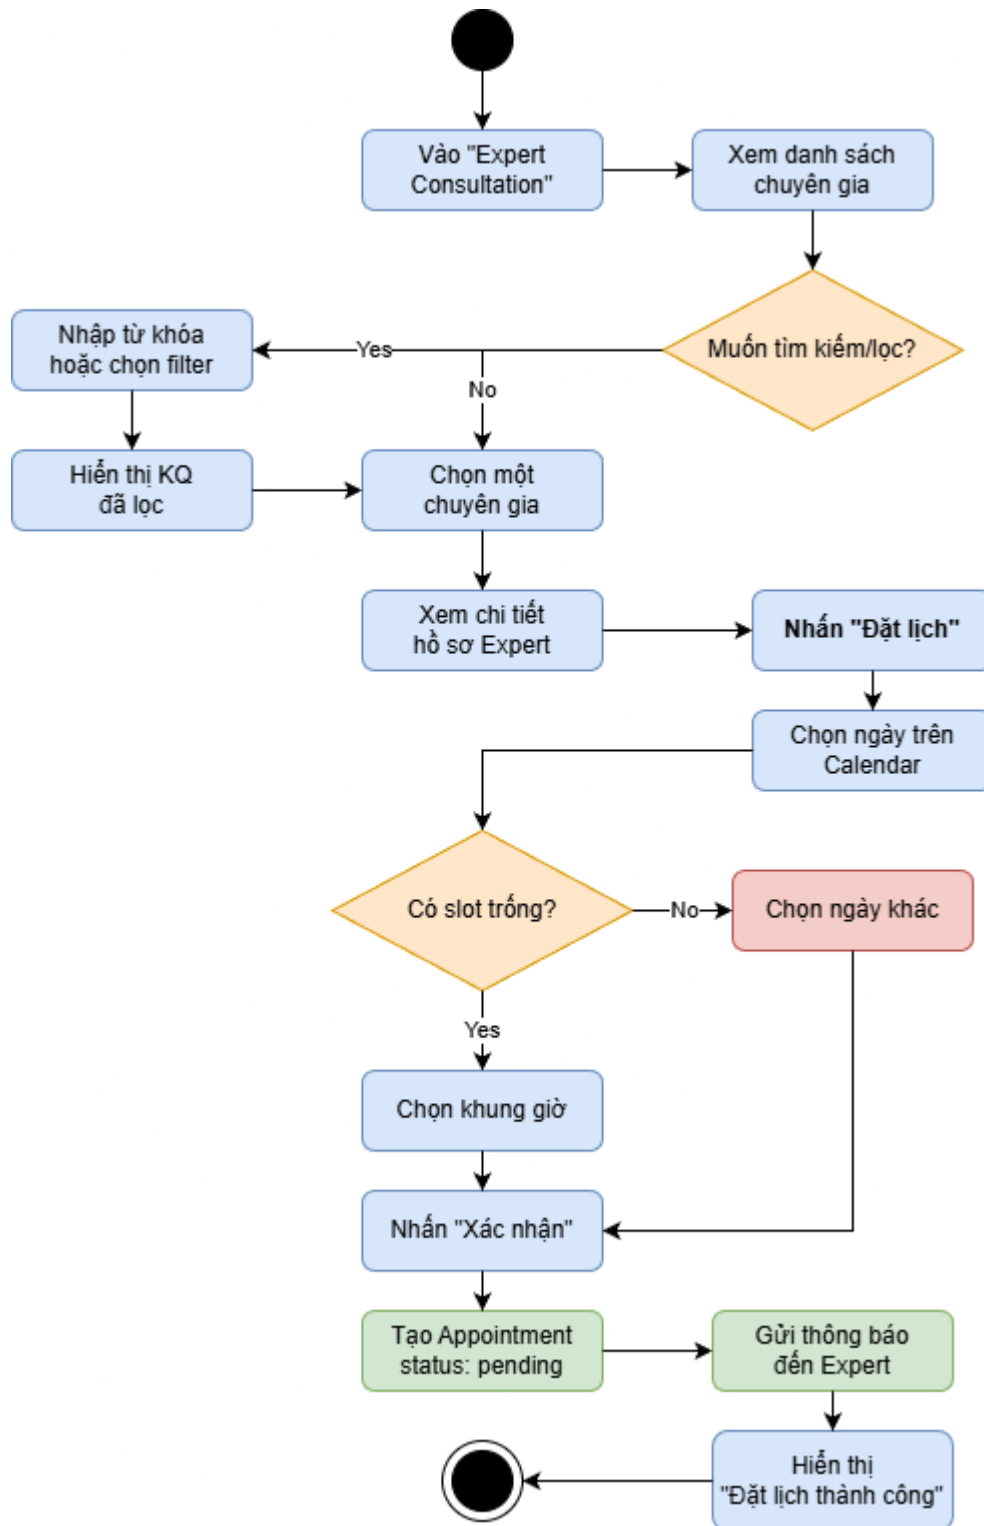 Vào "Expert
Consultation"
Xem danh sách
chuyên gia
Muốn tìm kiếm/lọc?
Yes
No
Nhập từ khóa
hoặc chọn filter
Hiển thị KQ
đã lọc
Chọn một
chuyên gia
Xem chi tiết
hồ sơ Expert
Nhấn "Đặt lịch"
Chọn ngày trên
Calendar
Có slot trống?
No
Chọn ngày khác
Yes
Chọn khung giờ
Nhấn "Xác nhận"
Tạo Appointment
status: pending
Gửi thông báo
đến Expert
Hiển thị
"Đặt lịch thành công"